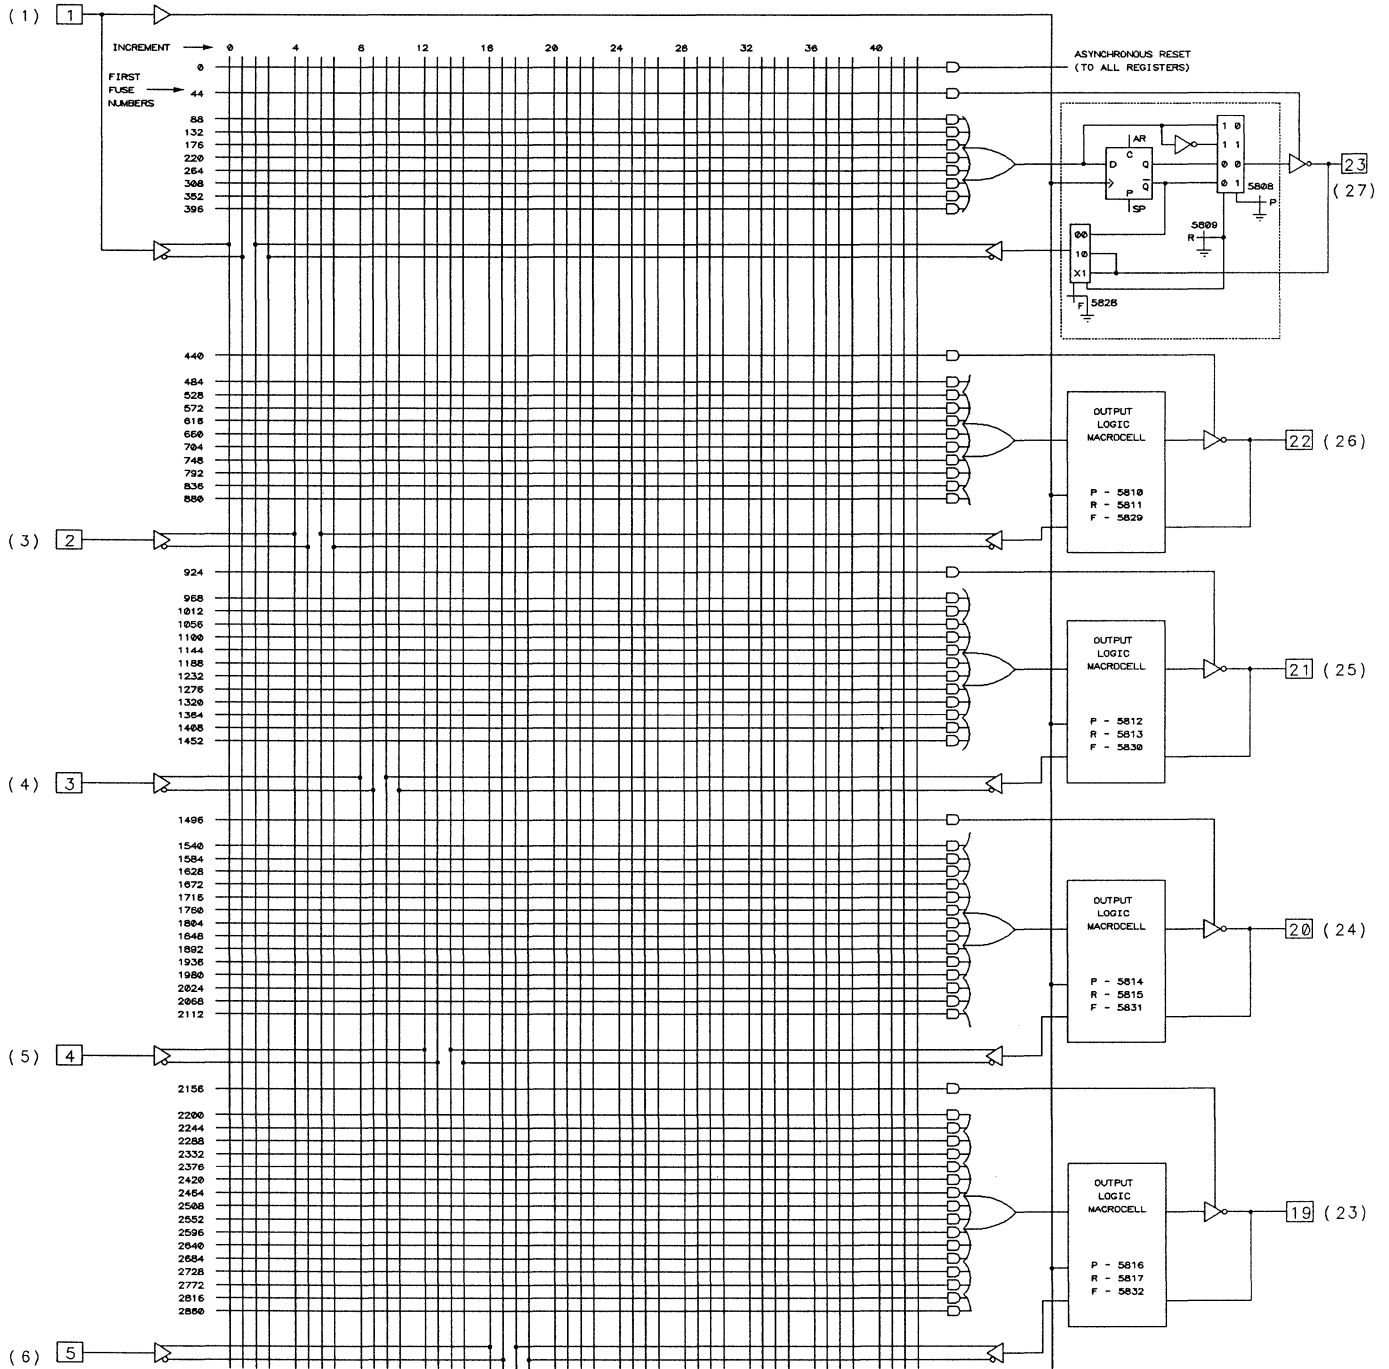 (1) 1
INCREMENT 0 4 8 12 16 20 24 28 32 36 40
0
FIRST
FUSE
NUMBERS
44
88
132
176
220
264
308
352
396
ASYNCHRONOUS RESET
(TO ALL REGISTERS)
AR
C
D Q
P Q
SP
1 0
1 1
0 0
0 1
5808
P
5809
R
00
10
X1
F 5828
23
(27)
440
484
528
572
616
660
704
748
792
836
880
OUTPUT
LOGIC
MACROCELL
P - 5810
R - 5811
F - 5829
22 (26)
(3) 2
924
968
1012
1056
1100
1144
1188
1232
1276
1320
1364
1408
1452
OUTPUT
LOGIC
MACROCELL
P - 5812
R - 5813
F - 5830
21 (25)
(4) 3
1496
1540
1584
1628
1672
1716
1760
1804
1848
1892
1936
1980
2024
2068
2112
OUTPUT
LOGIC
MACROCELL
P - 5814
R - 5815
F - 5831
20 (24)
(5) 4
2156
2200
2244
2288
2332
2376
2420
2464
2508
2552
2596
2640
2684
2728
2772
2816
2860
OUTPUT
LOGIC
MACROCELL
P - 5816
R - 5817
F - 5832
19 (23)
(6) 5